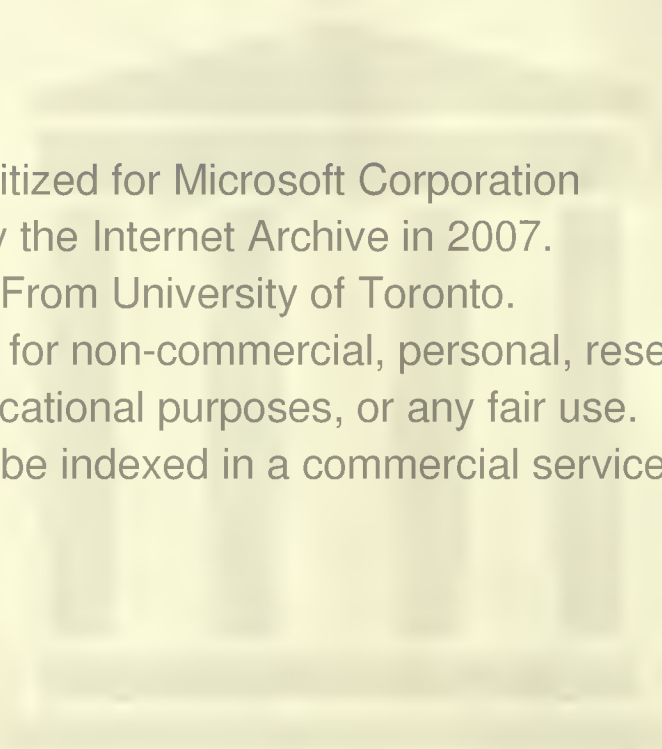 itized for Microsoft Corporation
the Internet Archive in 2007.
From University of Toronto.
for non-commercial, personal, rese
cational purposes, or any fair use.
be indexed in a commercial service